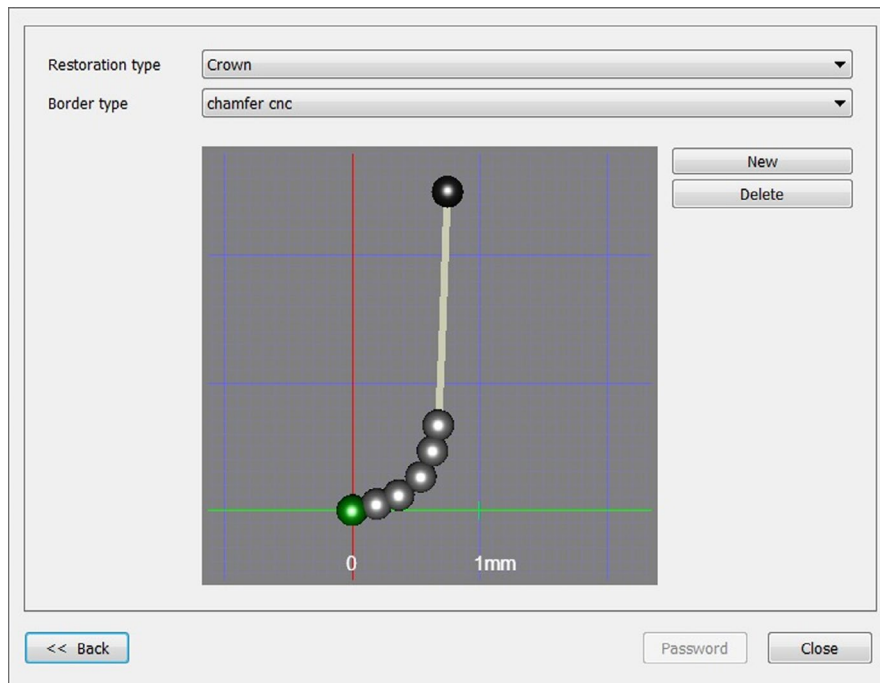 Restoration type
Crown
Border type
chamfer cnc
New
Delete
0
1mm
<< Back
Password
Close